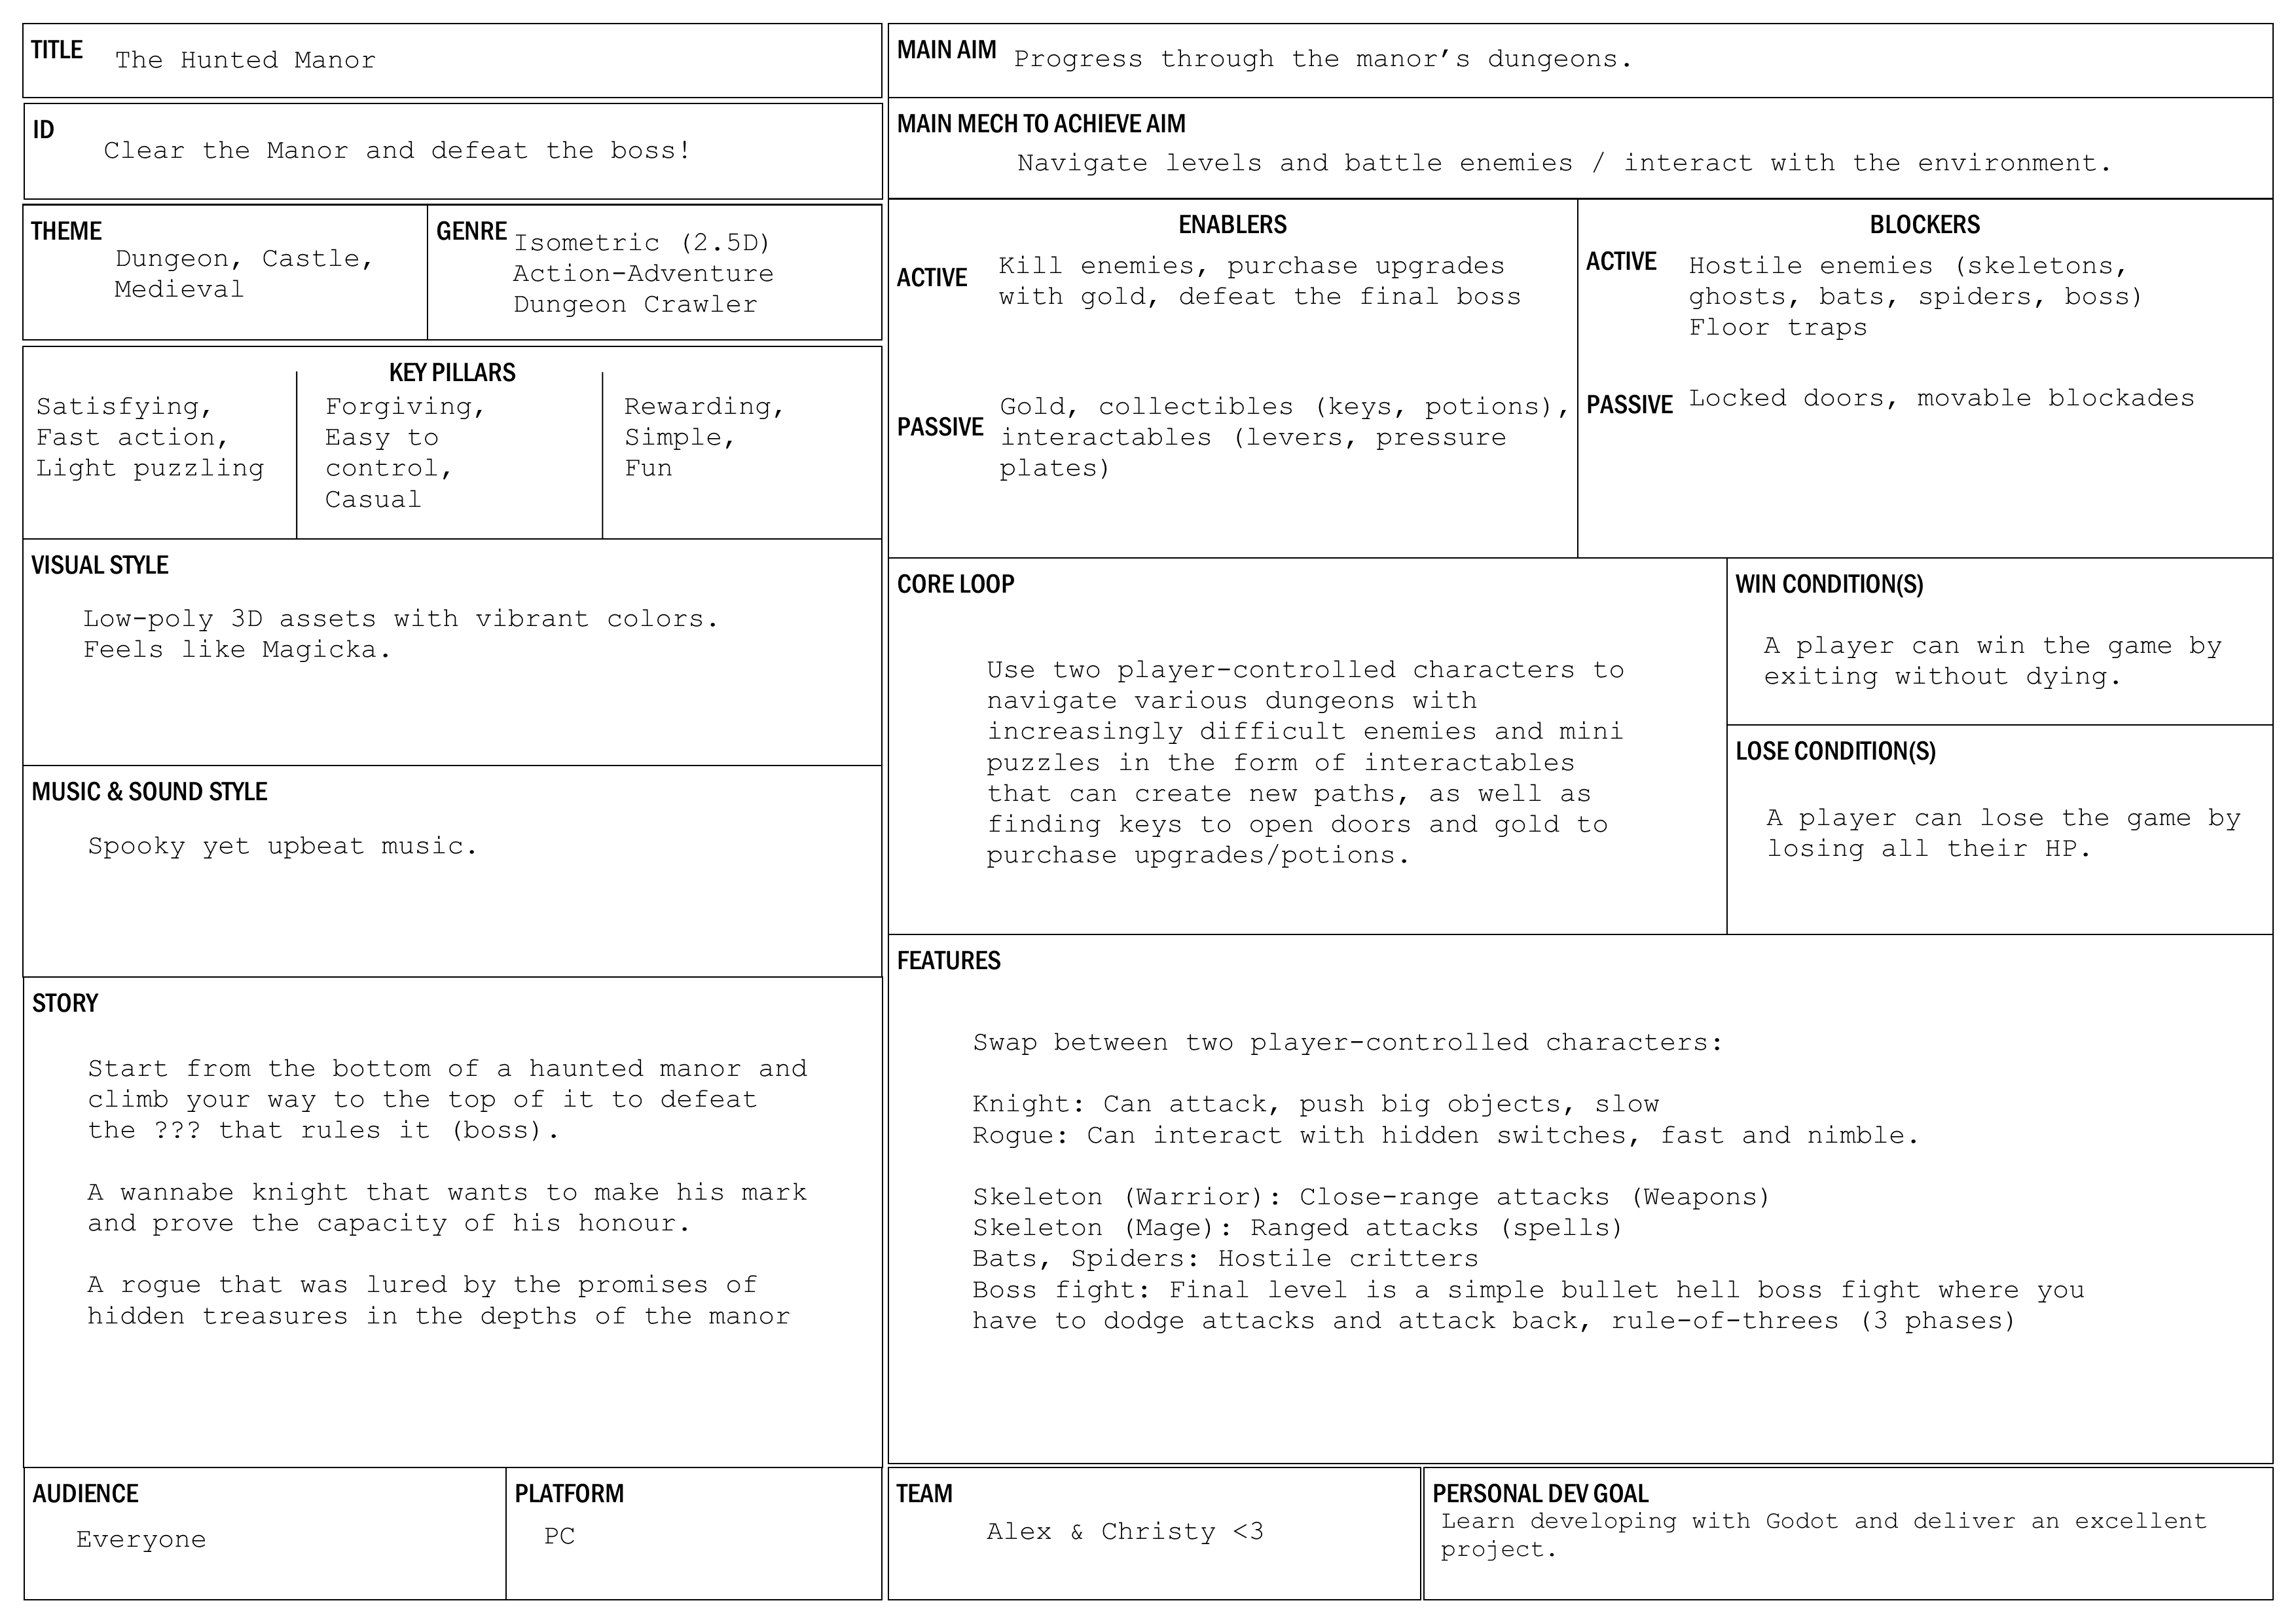 TITLE The Hunted Manor
ID
Clear the Manor and defeat the boss!
THEME
Dungeon, Castle,
Medieval
GENRE Isometric (2.5D)
Action-Adventure
Dungeon Crawler
KEY PILLARS
Satisfying,
Fast action,
Light puzzling
Forgiving,
Easy to
control,
Casual
Rewarding,
Simple,
Fun
VISUAL STYLE
Low-poly 3D assets with vibrant colors.
Feels like Magicka.
MUSIC & SOUND STYLE
Spooky yet upbeat music.
STORY
Start from the bottom of a haunted manor and
climb your way to the top of it to defeat
the ??? that rules it (boss).
A wannabe knight that wants to make his mark
and prove the capacity of his honour.
A rogue that was lured by the promises of
hidden treasures in the depths of the manor
AUDIENCE
Everyone
PLATFORM
PC
MAIN AIM Progress through the manor’s dungeons.
MAIN MECH TO ACHIEVE AIM
Navigate levels and battle enemies / interact with the environment.
ENABLERS
ACTIVE
Kill enemies, purchase upgrades
with gold, defeat the final boss
PASSIVE
Gold, collectibles (keys, potions),
interactables (levers, pressure
plates)
BLOCKERS
ACTIVE
Hostile enemies (skeletons,
ghosts, bats, spiders, boss)
Floor traps
PASSIVE Locked doors, movable blockades
CORE LOOP
Use two player-controlled characters to
navigate various dungeons with
increasingly difficult enemies and mini
puzzles in the form of interactables
that can create new paths, as well as
finding keys to open doors and gold to
purchase upgrades/potions.
WIN CONDITION(S)
A player can win the game by
exiting without dying.
LOSE CONDITION(S)
A player can lose the game by
losing all their HP.
FEATURES
Swap between two player-controlled characters:
Knight: Can attack, push big objects, slow
Rogue: Can interact with hidden switches, fast and nimble.
Skeleton (Warrior): Close-range attacks (Weapons)
Skeleton (Mage): Ranged attacks (spells)
Bats, Spiders: Hostile critters
Boss fight: Final level is a simple bullet hell boss fight where you
have to dodge attacks and attack back, rule-of-threes (3 phases)
TEAM
Alex & Christy <3
PERSONAL DEV GOAL
Learn developing with Godot and deliver an excellent
project.